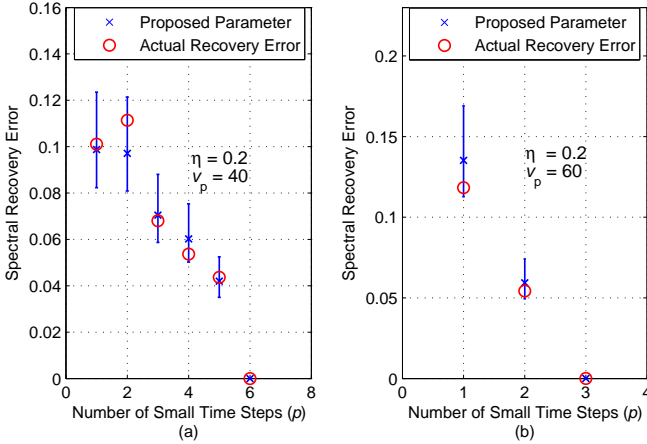 Proposed Parameter
Actual Recovery Error
Spectral Recovery Error
0.16
0.14
0.12
0.1
0.08
0.06
0.04
0.02
0
η = 0.2
v_p = 40
0 2 4 6 8
Number of Small Time Steps (p)
(a)
Proposed Parameter
Actual Recovery Error
Spectral Recovery Error
0.2
0.15
0.1
0.05
0
η = 0.2
v_p = 60
0 1 2 3 4
Number of Small Time Steps (p)
(b)